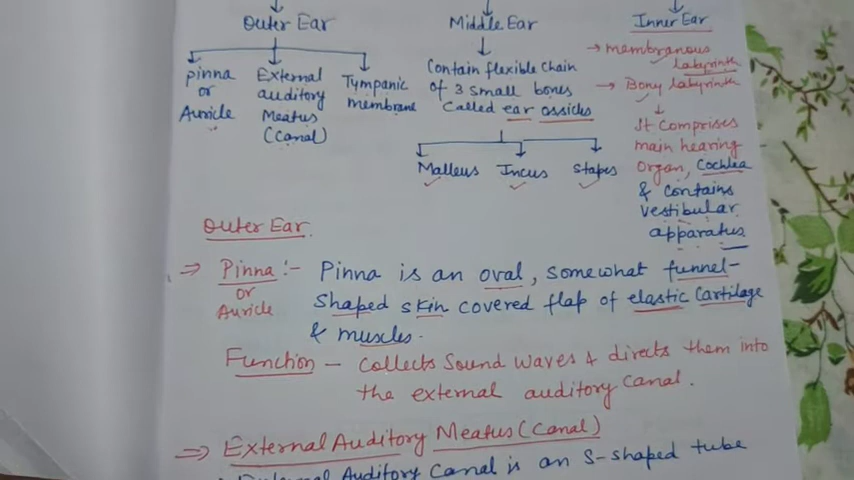 Outer Ear
Pinna
or
Auricle
External
auditory
Meatus
(canal)
Tympanic
membrane
Middle Ear
Contain flexible chain
of 3 small bones
Called ear ossicles
Malleus Incus Stapes
Inner Ear
→ membranous
labyrinth
→ Bony labyrinth
It comprises
main hearing
Organ, Cochlea
& contains
vestibular
apparatus
Outer Ear
⇒ Pinna :- Pinna is an oval, somewhat funnel-
or
Auricle
Shaped skin covered flap of elastic Cartilage
& muscles.
Function - Collects Sound waves & directs them into
the external auditory canal.
⇒ External Auditory Meatus (Canal)
External Auditory Canal is an S-shaped tube